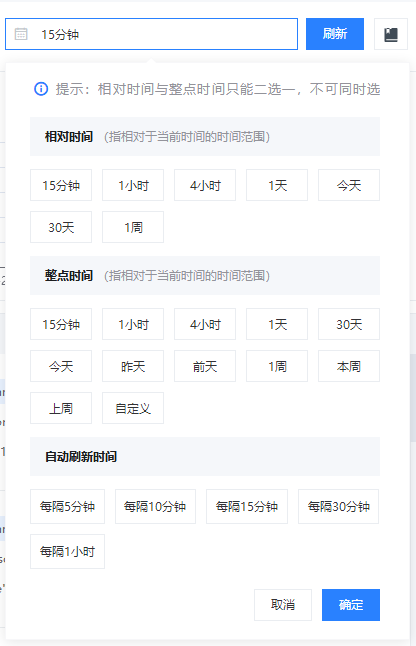 15分钟 刷新
提示：相对时间与整点时间只能二选一，不可同时选
相对时间 （指相对于当前时间的时间范围）
15分钟 1小时 4小时 1天 今天
30天 1周
整点时间 （指相对于当前时间的时间范围）
15分钟 1小时 4小时 1天 30天
今天 昨天 前天 1周 本周
上周 自定义
自动刷新时间
每隔5分钟 每隔10分钟 每隔15分钟 每隔30分钟
每隔1小时
取消 确定